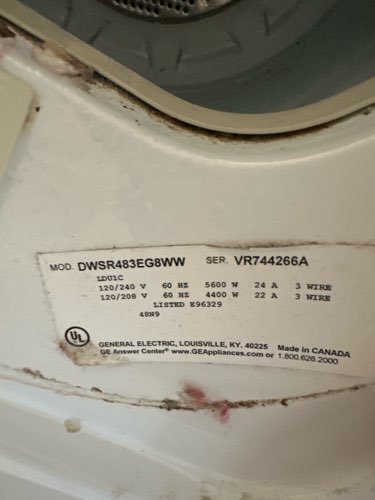 MOD. DWSR483EG8WW SER. VR744266A
LDU1C
120/240 V 60 HZ 5600 W 24 A 3 WIRE
120/208 V 60 HZ 4400 W 22 A 3 WIRE
LISTED E96329
48H9
UL
GENERAL ELECTRIC, LOUISVILLE, KY. 40225 Made in CANADA
GE Answer Center® www.GEAppliances.com or 1.800.626.2000